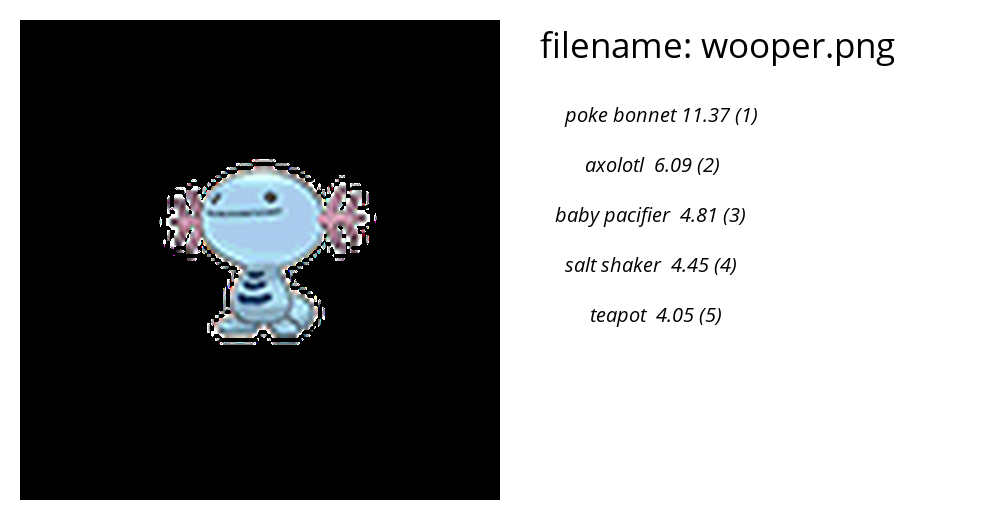 filename: wooper.png
poke bonnet 11.37 (1)
axolotl 6.09 (2)
baby pacifier 4.81 (3)
salt shaker 4.45 (4)
teapot 4.05 (5)